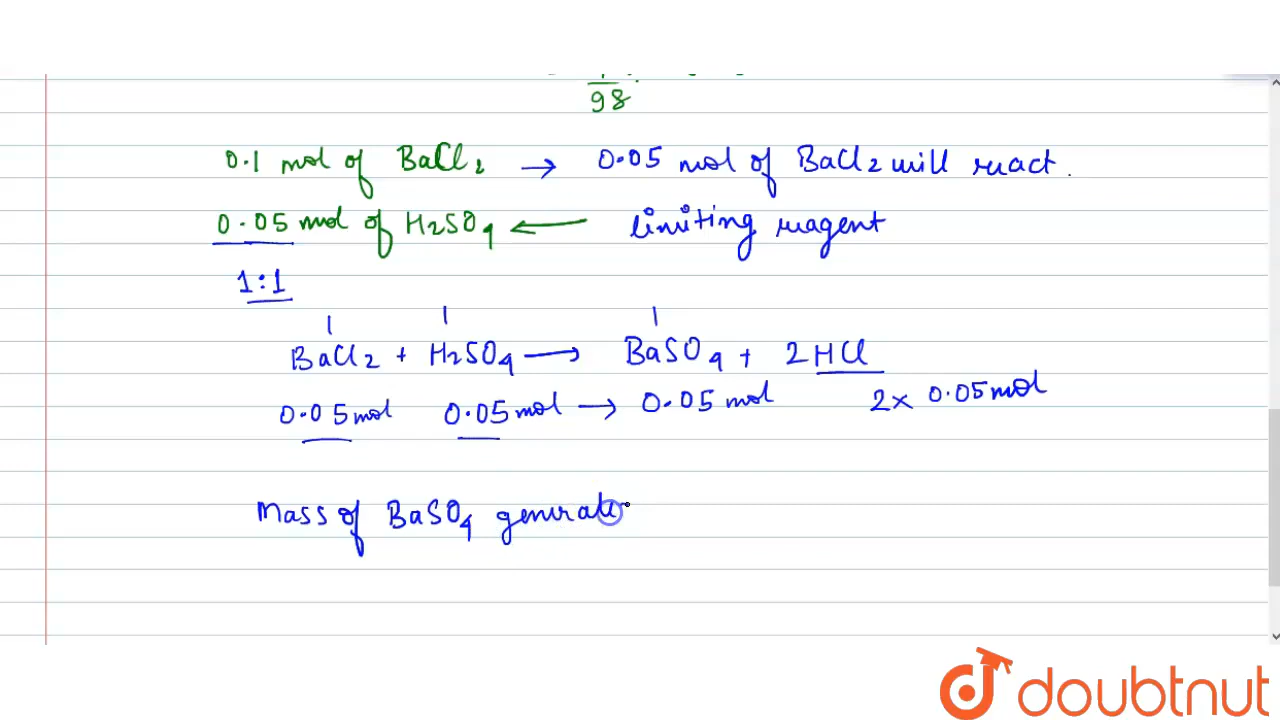 98
0.1 mol of BaCl2 → 0.05 mol of BaCl2 will react.
0.05 mol of H2SO4 ← limiting reagent
1:1
1 1 1
BaCl2 + H2SO4 → BaSO4 + 2HCl
0.05 mol 0.05 mol → 0.05 mol 2 x 0.05 mol
Mass of BaSO4
doubtnut